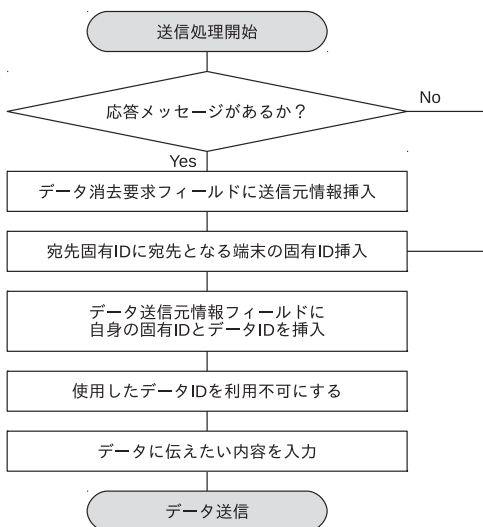 送信処理開始
応答メッセージがあるか？
No
Yes
データ消去要求フィールドに送信元情報挿入
宛先固有IDに宛先となる端末の固有ID挿入
データ送信元情報フィールドに
自身の固有IDとデータIDを挿入
使用したデータIDを利用不可にする
データに伝えたい内容を入力
データ送信